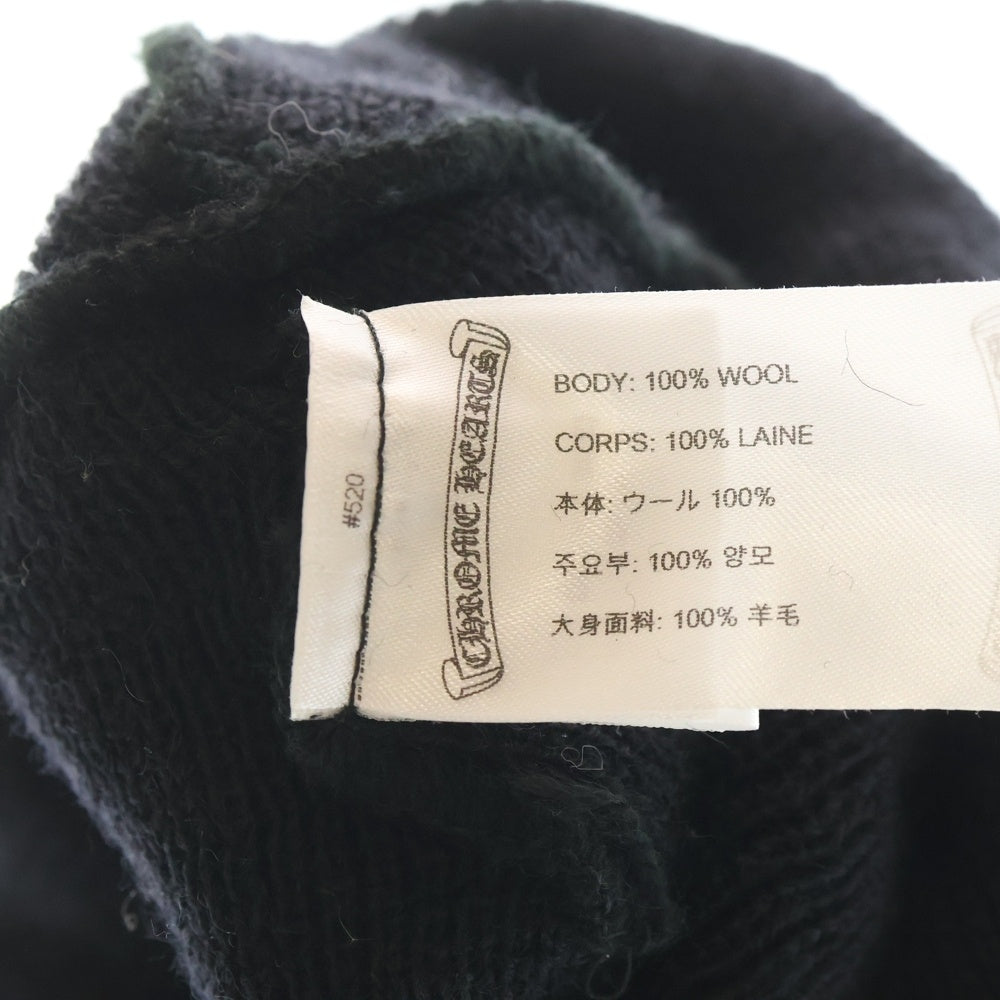 #520
CHROME HEARTS
BODY: 100% WOOL
CORPS: 100% LAINE
本体: ウール 100%
주요부: 100% 양모
大身面料: 100% 羊毛